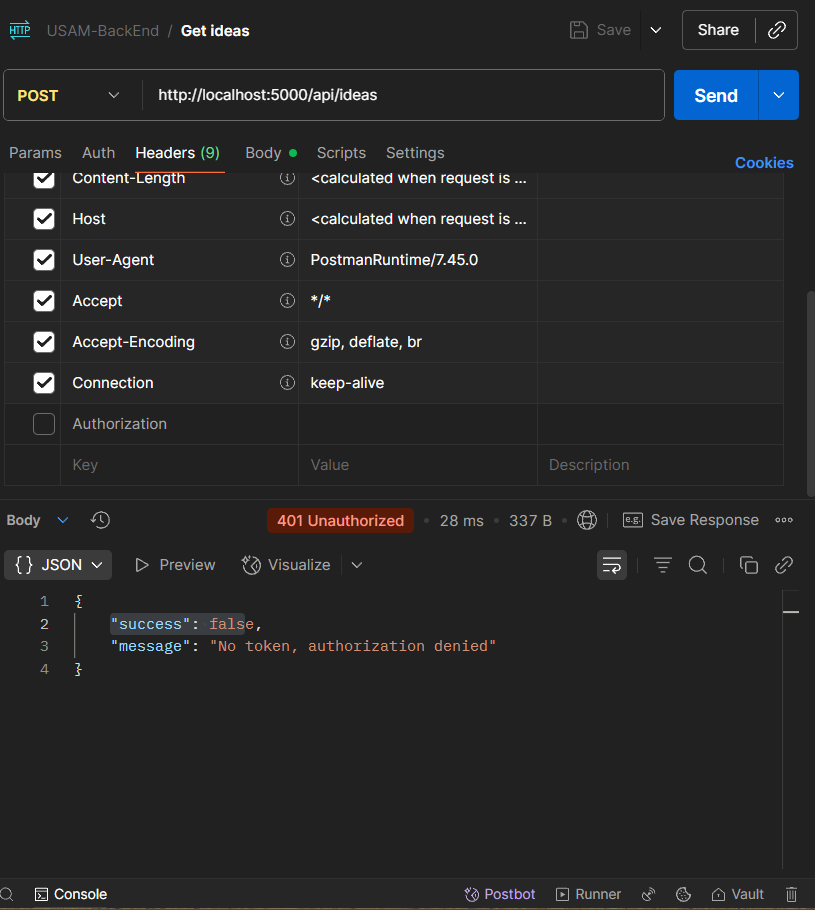 HTTP USAM-BackEnd / Get ideas Save Share
POST http://localhost:5000/api/ideas Send
Params Auth Headers (9) Body Scripts Settings Cookies
Content-Length <calculated when request is ...
Host <calculated when request is ...
User-Agent PostmanRuntime/7.45.0
Accept */*
Accept-Encoding gzip, deflate, br
Connection keep-alive
Authorization
Key Value Description
Body 401 Unauthorized • 28 ms • 337 B • e.g. Save Response
{} JSON Preview Visualize
1 {
2 "success": false,
3 "message": "No token, authorization denied"
4 }
Console Postbot Runner Vault